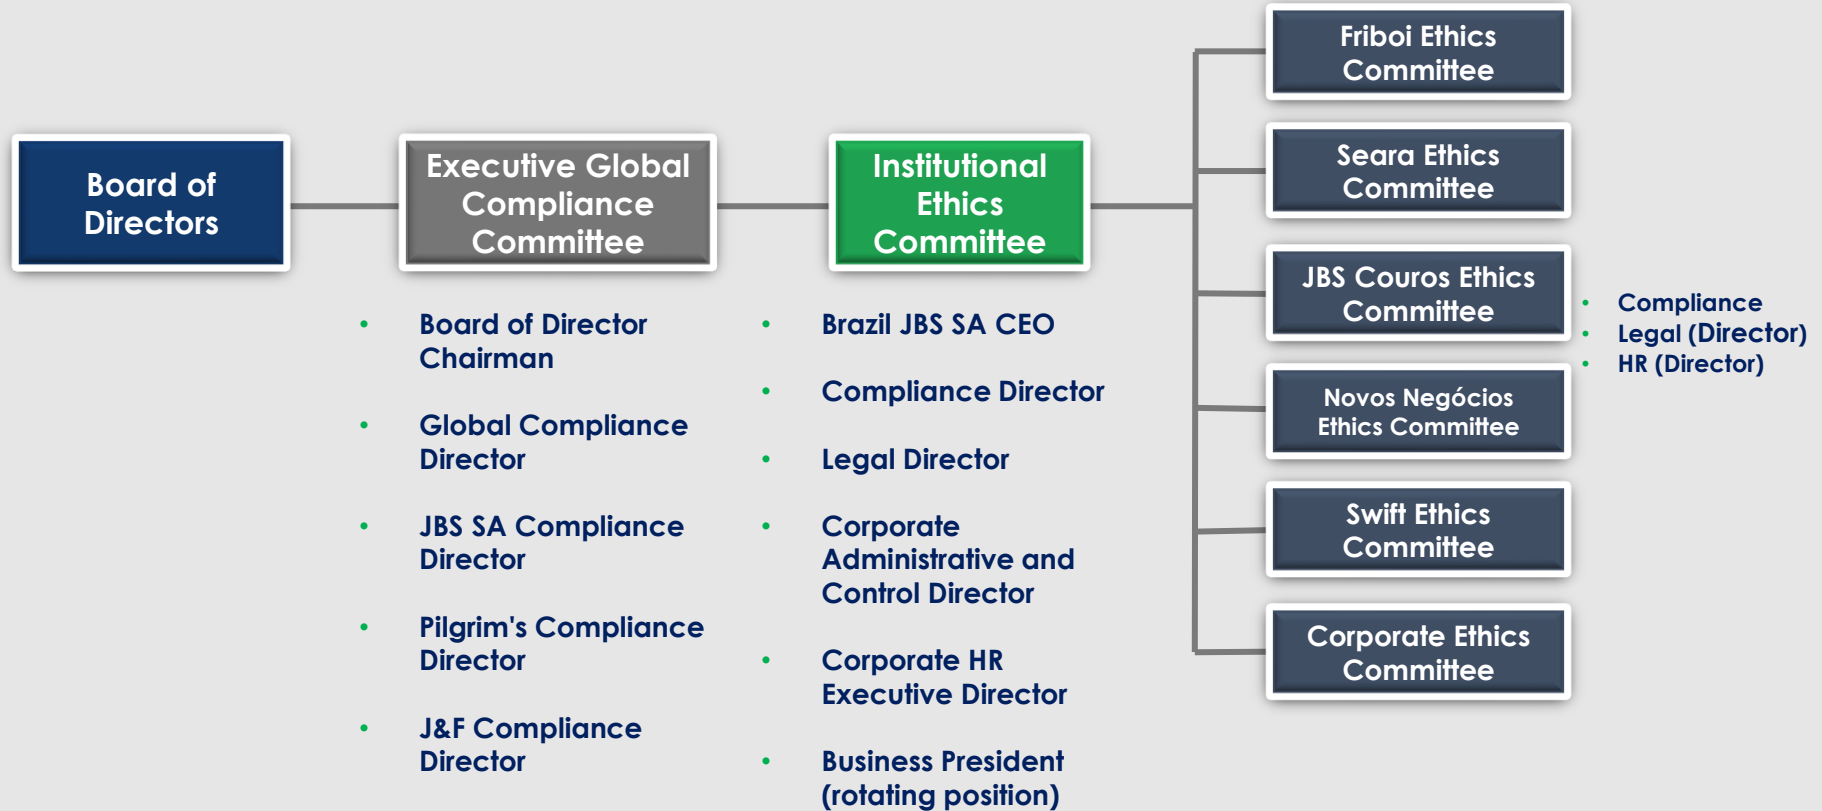 Board of
Directors
Executive Global
Compliance
Committee
• Board of Director
Chairman
• Global Compliance
Director
• JBS SA Compliance
Director
• Pilgrim's Compliance
Director
• J&F Compliance
Director
Institutional
Ethics
Committee
• Brazil JBS SA CEO
• Compliance Director
• Legal Director
• Corporate
Administrative and
Control Director
• Corporate HR
Executive Director
• Business President
(rotating position)
Friboi Ethics
Committee
Seara Ethics
Committee
JBS Couros Ethics
Committee
Novos Negócios
Ethics Committee
Swift Ethics
Committee
Corporate Ethics
Committee
• Compliance
• Legal (Director)
• HR (Director)